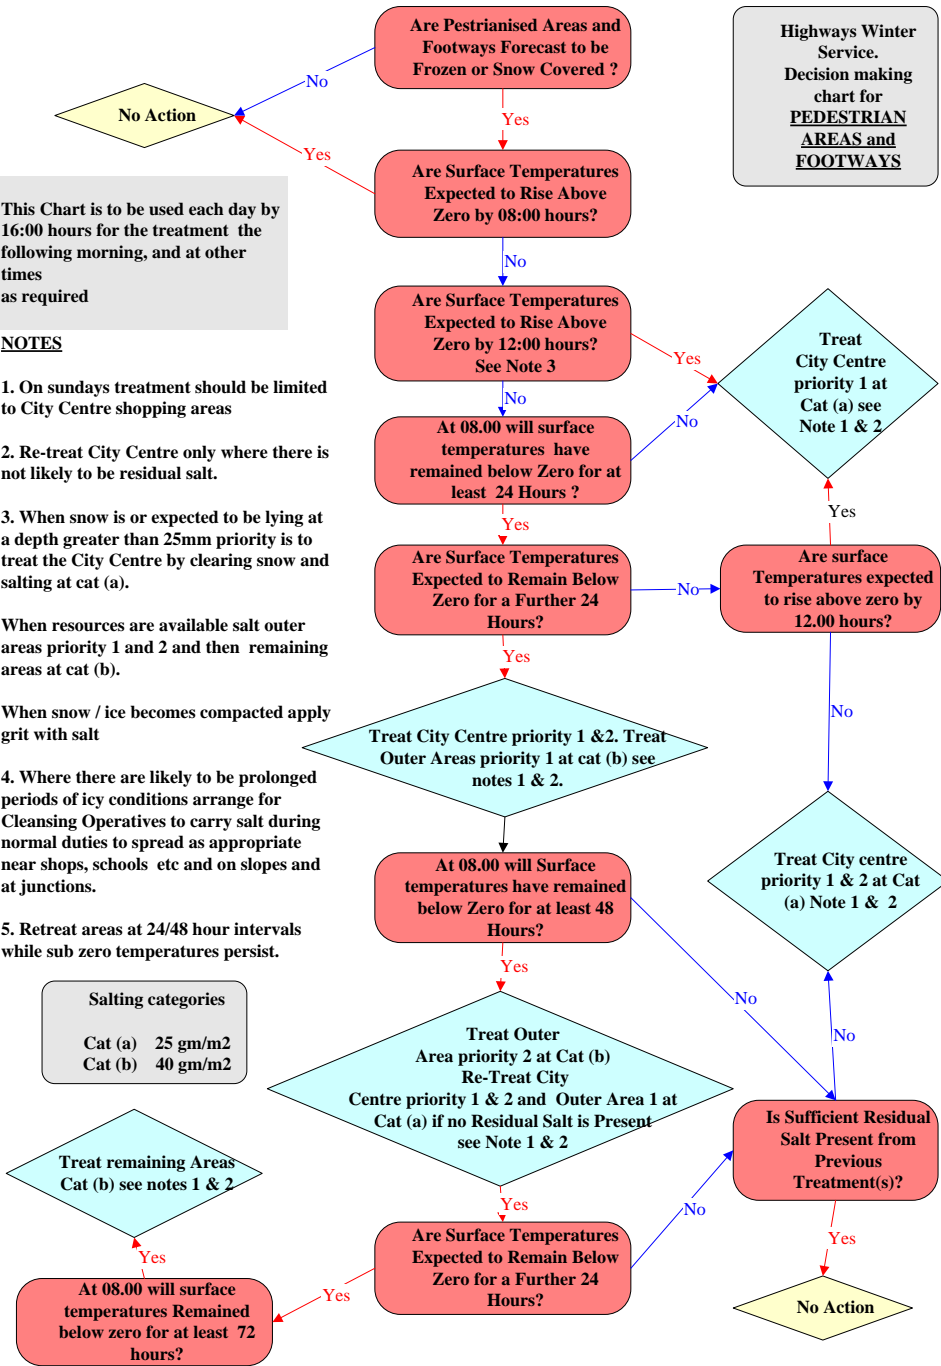 Are Pestrianised Areas and
Footways Forecast to be
Frozen or Snow Covered ?
Highways Winter
Service.
Decision making
chart for
PEDESTRIAN
AREAS and
FOOTWAYS
No
No Action
Yes
Yes
Are Surface Temperatures
Expected to Rise Above
Zero by 08:00 hours?
This Chart is to be used each day by
16:00 hours for the treatment the
following morning, and at other
times
as required
No
Are Surface Temperatures
Expected to Rise Above
Zero by 12:00 hours?
See Note 3
Yes
Treat
City Centre
priority 1 at
Cat (a) see
Note 1 & 2
No
No
At 08.00 will surface
temperatures have
remained below Zero for at
least 24 Hours ?
Yes
Yes
Are Surface Temperatures
Expected to Remain Below
Zero for a Further 24
Hours?
No
Are surface
Temperatures expected
to rise above zero by
12.00 hours?
Yes
No
Treat City Centre priority 1 &2. Treat
Outer Areas priority 1 at cat (b) see
notes 1 & 2.
NOTES
1. On sundays treatment should be limited
to City Centre shopping areas
2. Re-treat City Centre only where there is
not likely to be residual salt.
3. When snow is or expected to be lying at
a depth greater than 25mm priority is to
treat the City Centre by clearing snow and
salting at cat (a).
When resources are available salt outer
areas priority 1 and 2 and then remaining
areas at cat (b).
When snow / ice becomes compacted apply
grit with salt
4. Where there are likely to be prolonged
periods of icy conditions arrange for
Cleansing Operatives to carry salt during
normal duties to spread as appropriate
near shops, schools etc and on slopes and
at junctions.
5. Retreat areas at 24/48 hour intervals
while sub zero temperatures persist.
At 08.00 will Surface
temperatures have remained
below Zero for at least 48
Hours?
Treat City centre
priority 1 & 2 at Cat
(a) Note 1 & 2
Yes
No
No
Salting categories
Cat (a) 25 gm/m2
Cat (b) 40 gm/m2
Treat Outer
Area priority 2 at Cat (b)
Re-Treat City
Centre priority 1 & 2 and Outer Area 1 at
Cat (a) if no Residual Salt is Present
see Note 1 & 2
Is Sufficient Residual
Salt Present from
Previous
Treatment(s)?
Treat remaining Areas
Cat (b) see notes 1 & 2
Yes
No
Are Surface Temperatures
Expected to Remain Below
Zero for a Further 24
Hours?
Yes
Yes
Yes
At 08.00 will surface
temperatures Remained
below zero for at least 72
hours?
No Action